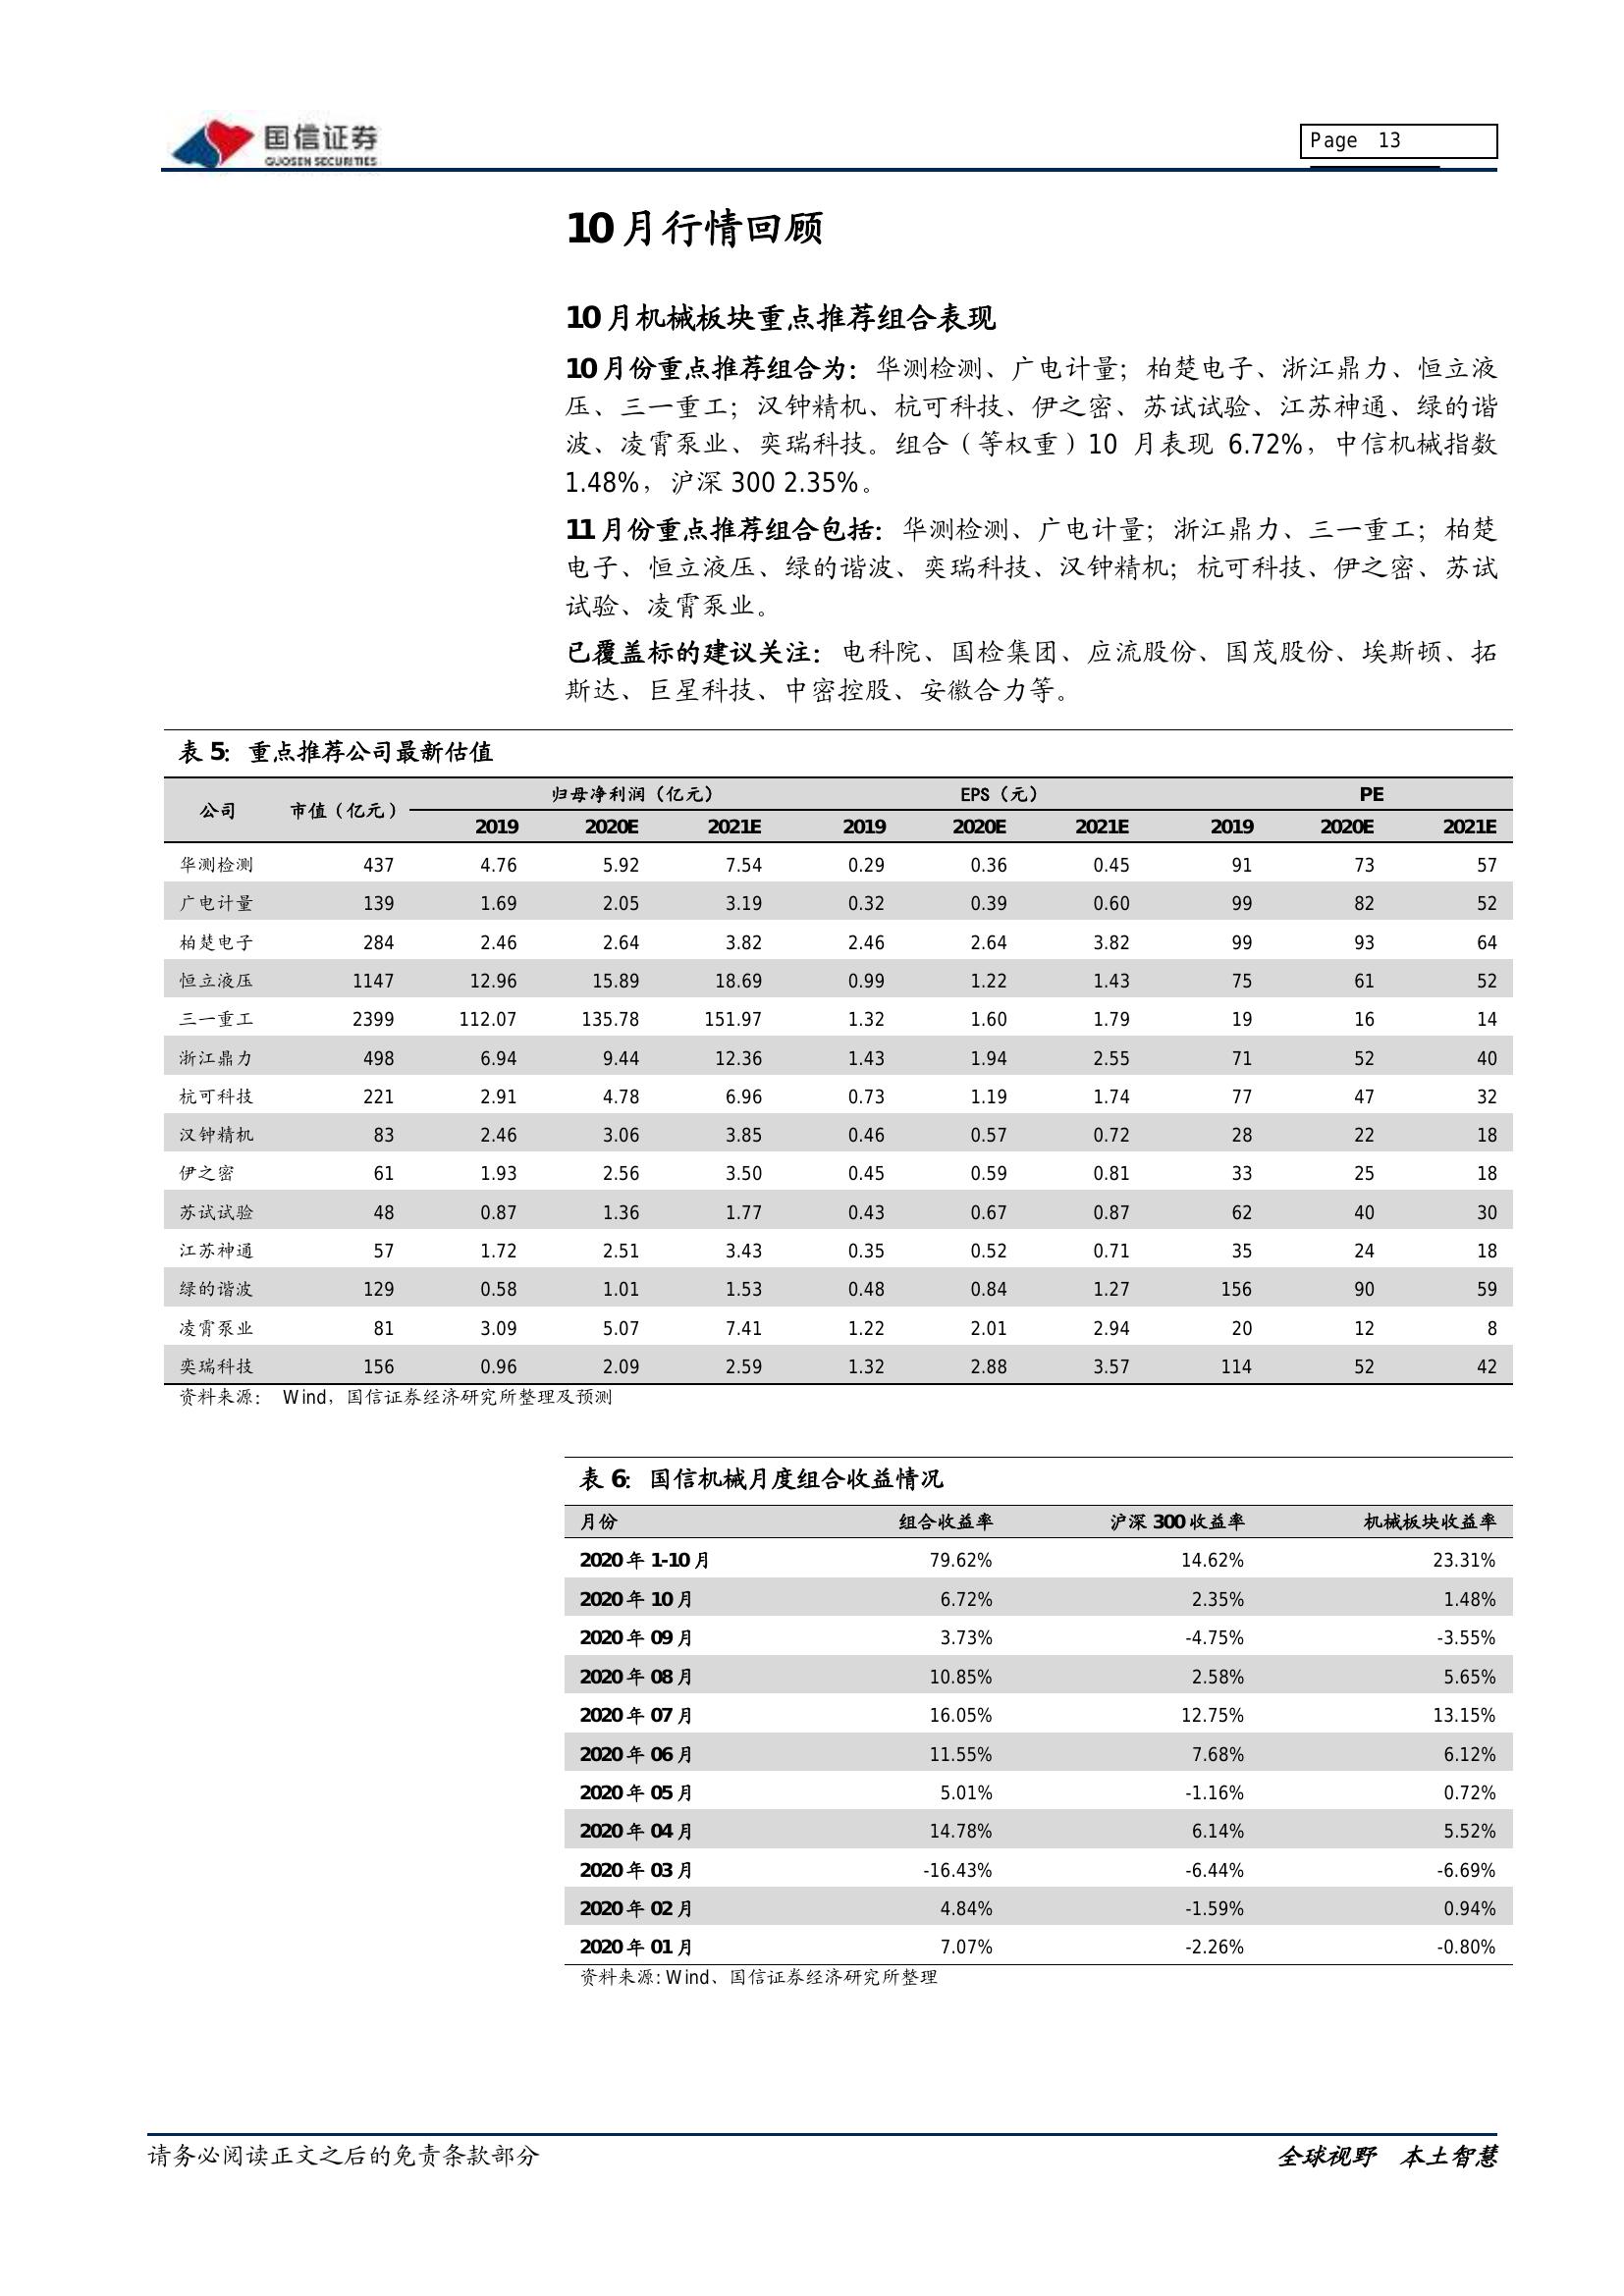 国信证券
GUOSEN SECURITIES
Page 13
10 月行情回顾
10 月机械板块重点推荐组合表现
10 月份重点推荐组合为：华测检测、广电计量；柏楚电子、浙江鼎力、恒立液
压、三一重工；汉钟精机、杭可科技、伊之密、苏试试验、江苏神通、绿的谐
波、凌霄泵业、奕瑞科技。组合（等权重）10 月表现 6.72%，中信机械指数
1.48%，沪深 300 2.35%。
11 月份重点推荐组合包括：华测检测、广电计量；浙江鼎力、三一重工；柏楚
电子、恒立液压、绿的谐波、奕瑞科技、汉钟精机；杭可科技、伊之密、苏试
试验、凌霄泵业。
已覆盖标的建议关注：电科院、国检集团、应流股份、国茂股份、埃斯顿、拓
斯达、巨星科技、中密控股、安徽合力等。
表 5：重点推荐公司最新估值
公司 市值（亿元） 归母净利润（亿元） EPS（元） PE
2019 2020E 2021E 2019 2020E 2021E 2019 2020E 2021E
华测检测 437 4.76 5.92 7.54 0.29 0.36 0.45 91 73 57
广电计量 139 1.69 2.05 3.19 0.32 0.39 0.60 99 82 52
柏楚电子 284 2.46 2.64 3.82 2.46 2.64 3.82 99 93 64
恒立液压 1147 12.96 15.89 18.69 0.99 1.22 1.43 75 61 52
三一重工 2399 112.07 135.78 151.97 1.32 1.60 1.79 19 16 14
浙江鼎力 498 6.94 9.44 12.36 1.43 1.94 2.55 71 52 40
杭可科技 221 2.91 4.78 6.96 0.73 1.19 1.74 77 47 32
汉钟精机 83 2.46 3.06 3.85 0.46 0.57 0.72 28 22 18
伊之密 61 1.93 2.56 3.50 0.45 0.59 0.81 33 25 18
苏试试验 48 0.87 1.36 1.77 0.43 0.67 0.87 62 40 30
江苏神通 57 1.72 2.51 3.43 0.35 0.52 0.71 35 24 18
绿的谐波 129 0.58 1.01 1.53 0.48 0.84 1.27 156 90 59
凌霄泵业 81 3.09 5.07 7.41 1.22 2.01 2.94 20 12 8
奕瑞科技 156 0.96 2.09 2.59 1.32 2.88 3.57 114 52 42
资料来源： Wind，国信证券经济研究所整理及预测
表 6：国信机械月度组合收益情况
月份 组合收益率 沪深 300 收益率 机械板块收益率
2020 年 1-10 月 79.62% 14.62% 23.31%
2020 年 10 月 6.72% 2.35% 1.48%
2020 年 09 月 3.73% -4.75% -3.55%
2020 年 08 月 10.85% 2.58% 5.65%
2020 年 07 月 16.05% 12.75% 13.15%
2020 年 06 月 11.55% 7.68% 6.12%
2020 年 05 月 5.01% -1.16% 0.72%
2020 年 04 月 14.78% 6.14% 5.52%
2020 年 03 月 -16.43% -6.44% -6.69%
2020 年 02 月 4.84% -1.59% 0.94%
2020 年 01 月 7.07% -2.26% -0.80%
资料来源: Wind、国信证券经济研究所整理
请务必阅读正文之后的免责条款部分
全球视野 本土智慧